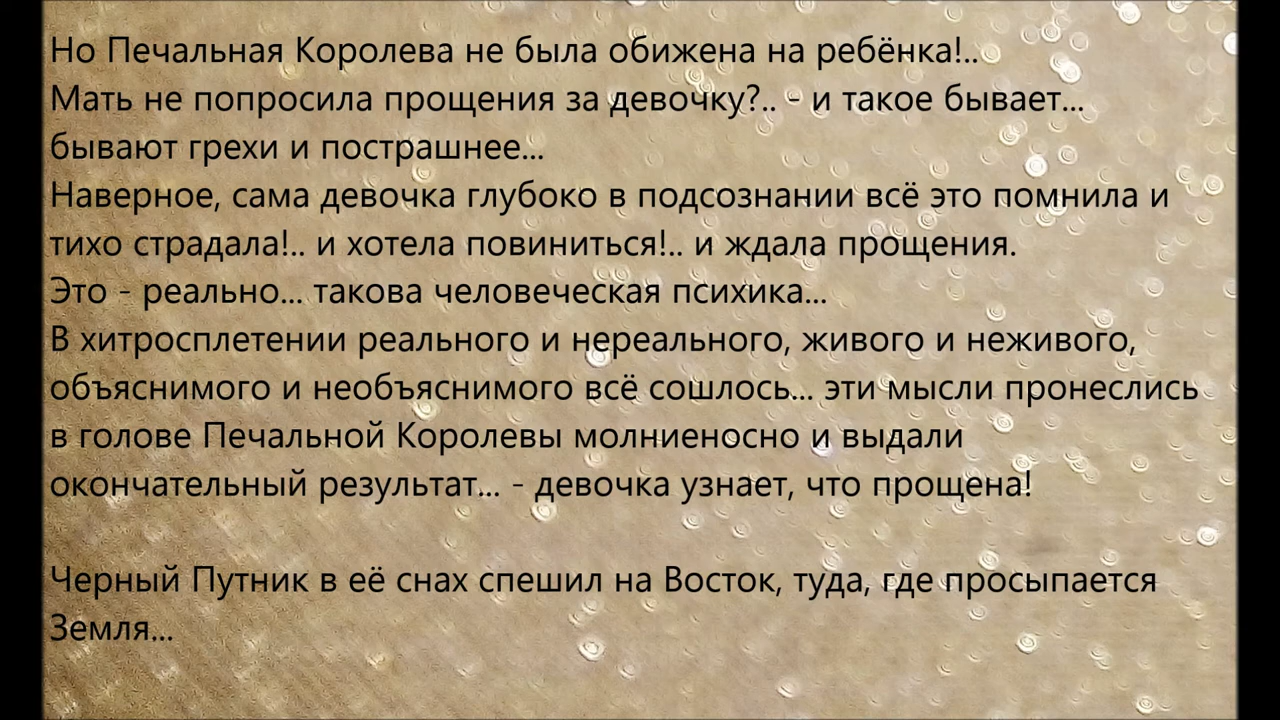 Но Печальная Королева не была обижена на ребёнка!..
Мать не попросила прощения за девочку?.. - и такое бывает...
бывают грехи и пострашнее...
Наверное, сама девочка глубоко в подсознании всё это помнила и
тихо страдала!.. и хотела повиниться!.. и ждала прощения.
Это - реально... такова человеческая психика...
В хитросплетении реального и нереального, живого и неживого,
объяснимого и необъяснимого всё сошлось... эти мысли пронеслись
в голове Печальной Королевы молниеносно и выдали
окончательный результат... - девочка узнает, что прощена!
Черный Путник в её снах спешил на Восток, туда, где просыпается
Земля...